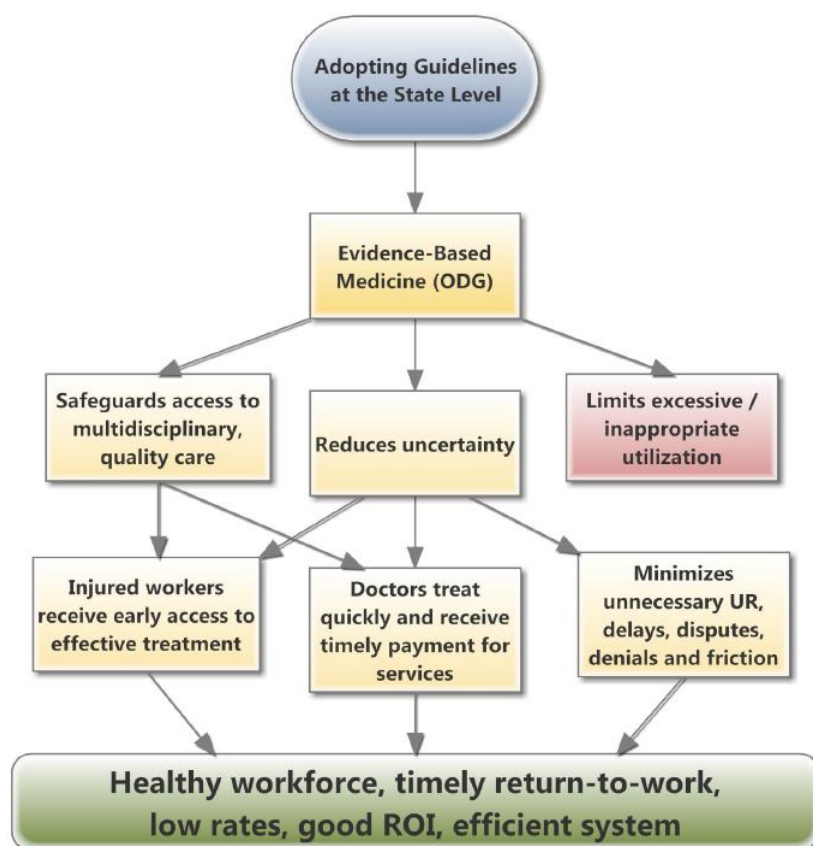 Adopting Guidelines
at the State Level
Evidence-Based
Medicine (ODG)
Safeguards access to
multidisciplinary,
quality care
Reduces uncertainty
Limits excessive /
inappropriate
utilization
Injured workers
receive early access to
effective treatment
Doctors treat
quickly and receive
timely payment for
services
Minimizes
unnecessary UR,
delays, disputes,
denials and friction
Healthy workforce, timely return-to-work,
low rates, good ROI, efficient system